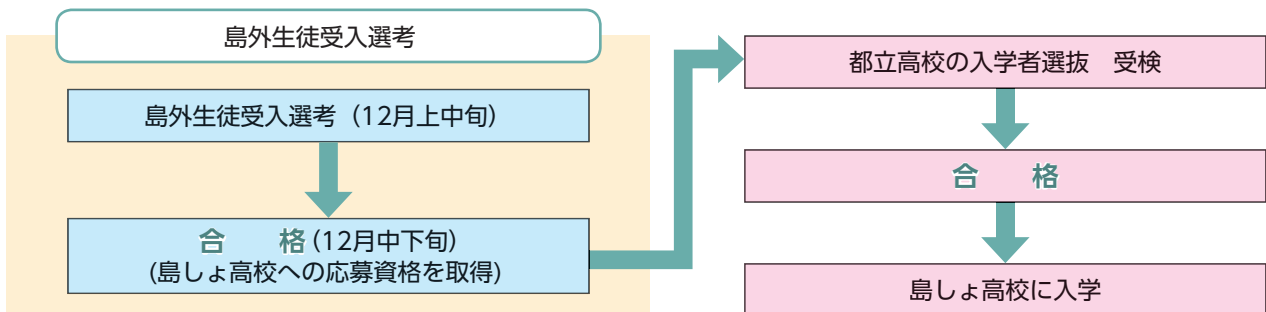 島外生徒受入選考
島外生徒受入選考（12月上中旬）
合　格（12月中下旬）
（島しょ高校への応募資格を取得）
都立高校の入学者選抜　受検
合　格
島しょ高校に入学